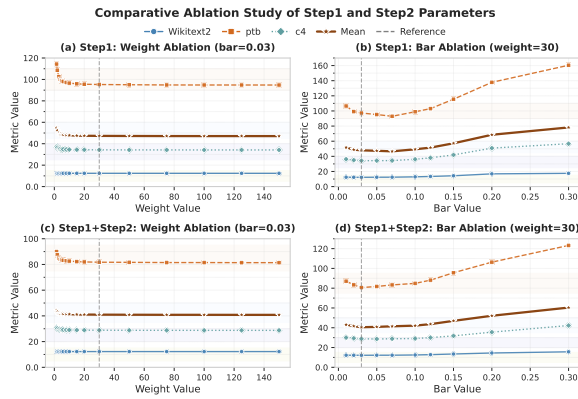 Comparative Ablation Study of Step1 and Step2 Parameters
Wikitext2 ptb c4 Mean Reference
(a) Step1: Weight Ablation (bar=0.03)
Metric Value
120
100
80
60
40
20
0.0
0 20 40 60 80 100 120 140
Weight Value
(b) Step1: Bar Ablation (weight=30)
Metric Value
160
140
120
100
80
60
40
20
0.0
0.00 0.05 0.10 0.15 0.20 0.25 0.30
Bar Value
(c) Step1+Step2: Weight Ablation (bar=0.03)
Metric Value
100
80
60
40
20
0.0
0 20 40 60 80 100 120 140
Weight Value
(d) Step1+Step2: Bar Ablation (weight=30)
Metric Value
120
100
80
60
40
20
0.0
0.00 0.05 0.10 0.15 0.20 0.25 0.30
Bar Value